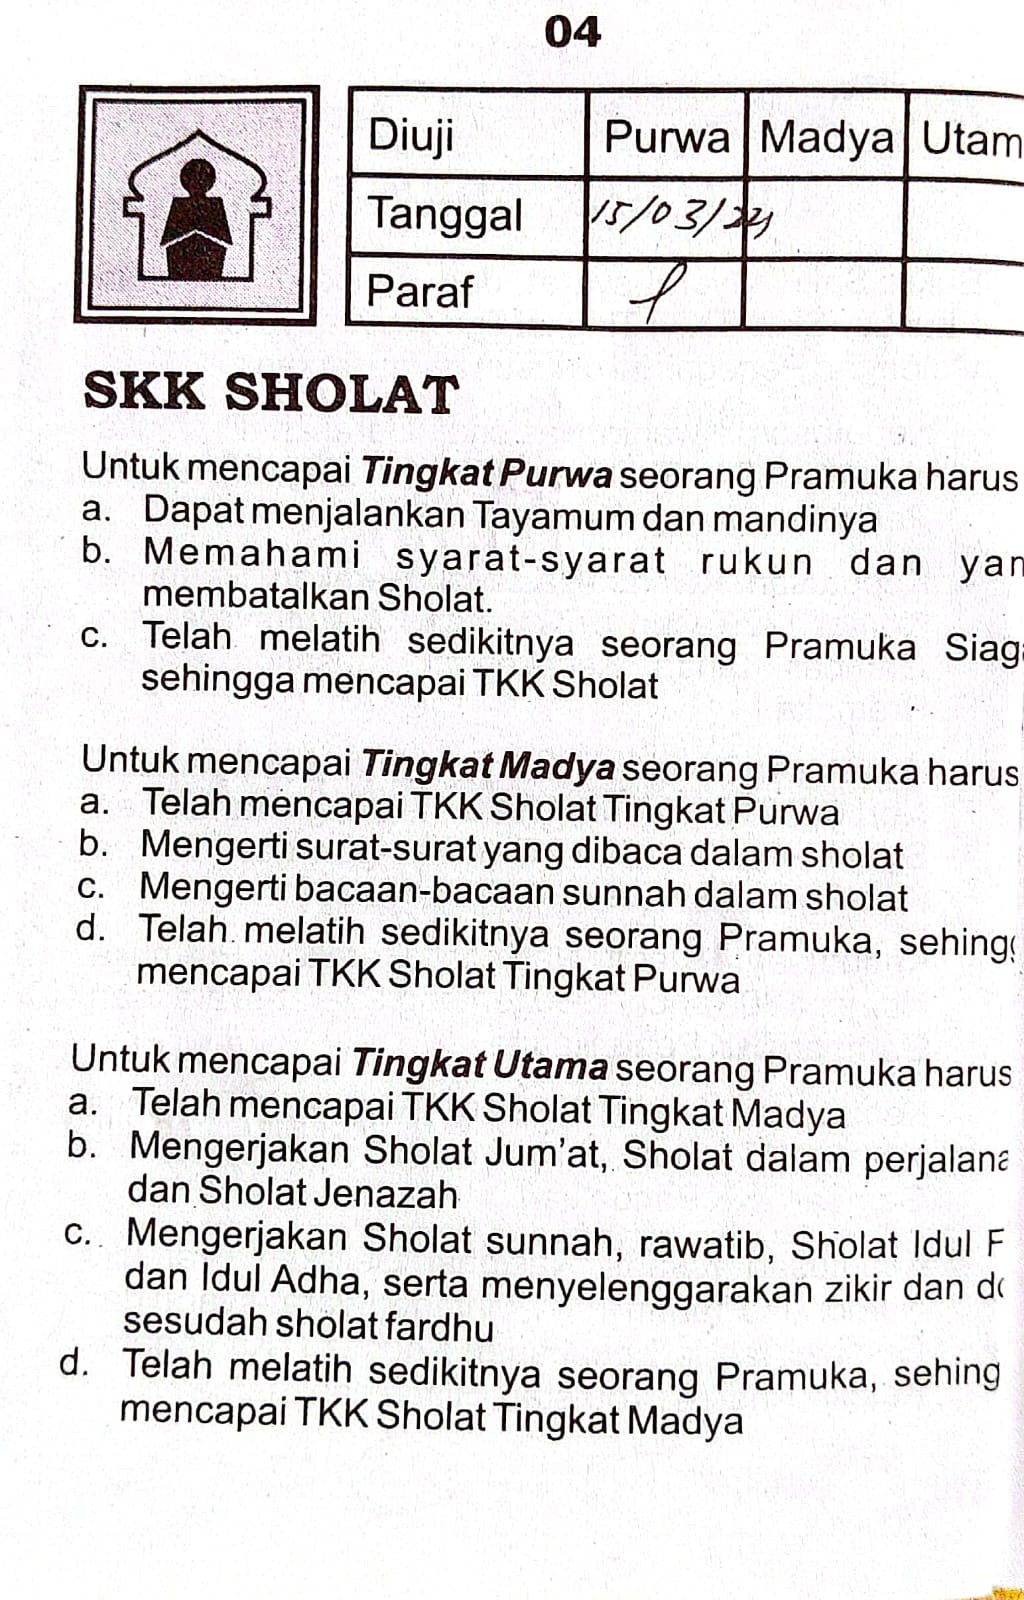 04
Diuji Purwa Madya Utam
Tanggal 15/03/24
Paraf
SKK SHOLAT
Untuk mencapai Tingkat Purwa seorang Pramuka harus
a. Dapat menjalankan Tayamum dan mandinya
b. Memahami syarat-syarat rukun dan yan
membatalkan Sholat.
c. Telah melatih sedikitnya seorang Pramuka Siaga
sehingga mencapai TKK Sholat
Untuk mencapai Tingkat Madya seorang Pramuka harus
a. Telah mencapai TKK Sholat Tingkat Purwa
b. Mengerti surat-surat yang dibaca dalam sholat
c. Mengerti bacaan-bacaan sunnah dalam sholat
d. Telah melatih sedikitnya seorang Pramuka, sehingg
mencapai TKK Sholat Tingkat Purwa
Untuk mencapai Tingkat Utama seorang Pramuka harus
a. Telah mencapai TKK Sholat Tingkat Madya
b. Mengerjakan Sholat Jum'at, Sholat dalam perjalana
dan Sholat Jenazah
c. Mengerjakan Sholat sunnah, rawatib, Sholat Idul F
dan Idul Adha, serta menyelenggarakan zikir dan do
sesudah sholat fardhu
d. Telah melatih sedikitnya seorang Pramuka, sehing
mencapai TKK Sholat Tingkat Madya